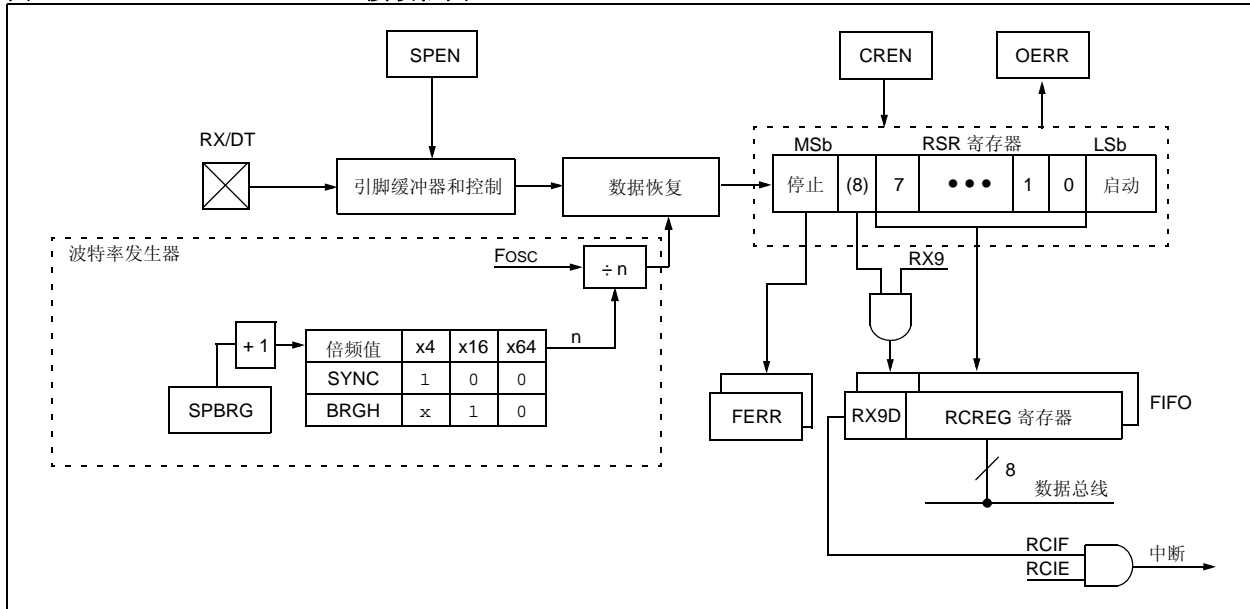 SPEN
CREN
OERR
RX/DT
MSb
RSR 寄存器
LSb
引脚缓冲器和控制
数据恢复
停止 (8) 7 ••• 1 0 启动
波特率发生器
FOSC
÷ n
RX9
n
+ 1
倍频值 x4 x16 x64
SYNC 1 0 0
BRGH x 1 0
SPBRG
FERR
RX9D
RCREG 寄存器
FIFO
8
数据总线
RCIF
RCIE
中断